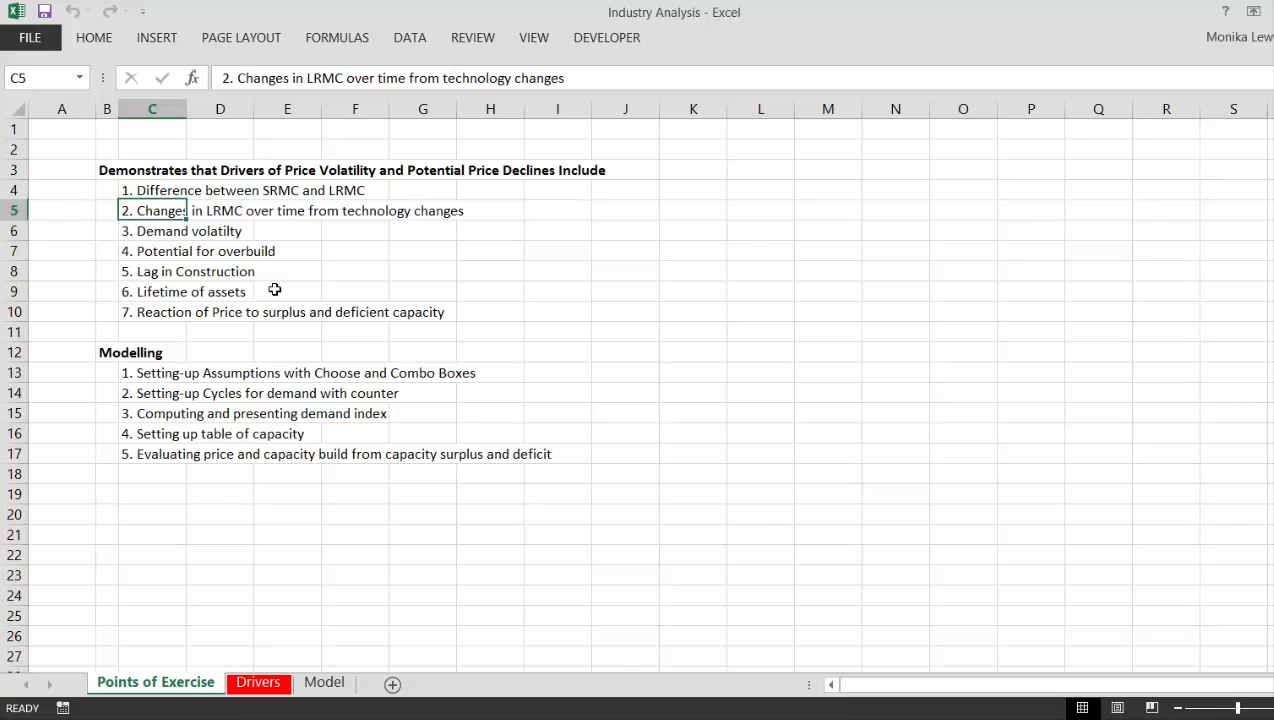 Industry Analysis - Excel
?
FILE HOME INSERT PAGE LAYOUT FORMULAS DATA REVIEW VIEW DEVELOPER Monika Lew
C5 fx 2. Changes in LRMC over time from technology changes
A B C D E F G H I J K L M N O P Q R S
1
2
3 Demonstrates that Drivers of Price Volatility and Potential Price Declines Include
4 1. Difference between SRMC and LRMC
5 2. Changes in LRMC over time from technology changes
6 3. Demand volatilty
7 4. Potential for overbuild
8 5. Lag in Construction
9 6. Lifetime of assets
10 7. Reaction of Price to surplus and deficient capacity
11
12 Modelling
13 1. Setting-up Assumptions with Choose and Combo Boxes
14 2. Setting-up Cycles for demand with counter
15 3. Computing and presenting demand index
16 4. Setting up table of capacity
17 5. Evaluating price and capacity build from capacity surplus and deficit
18
19
20
21
22
23
24
25
26
27
Points of Exercise Drivers Model
READY